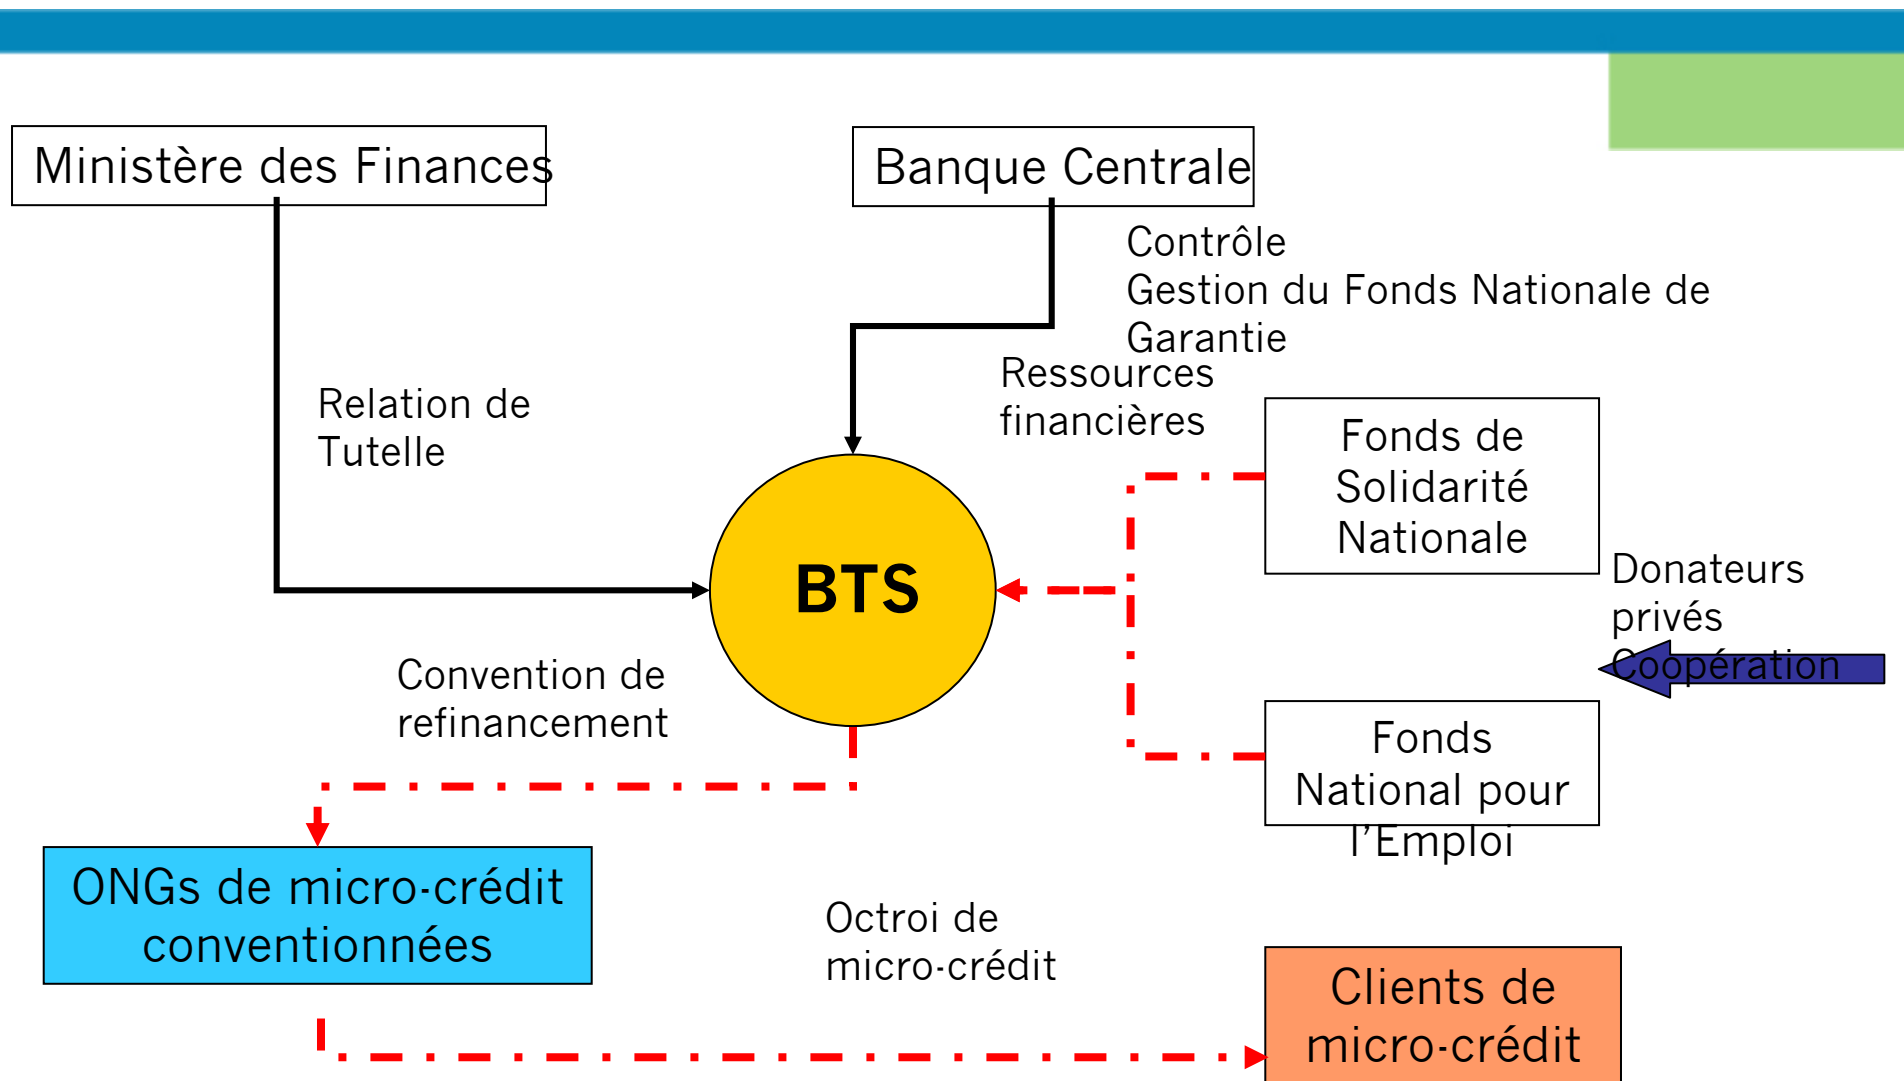 Ministère des Finances
Banque Centrale
Contrôle
Gestion du Fonds Nationale de
Garantie
Ressources
financières
Relation de
Tutelle
Fonds de
Solidarité
Nationale
BTS
Donateurs
privés
Coopération
Convention de
refinancement
Fonds
National pour
l’Emploi
ONGs de micro-crédit
conventionnées
Octroi de
micro-crédit
Clients de
micro-crédit